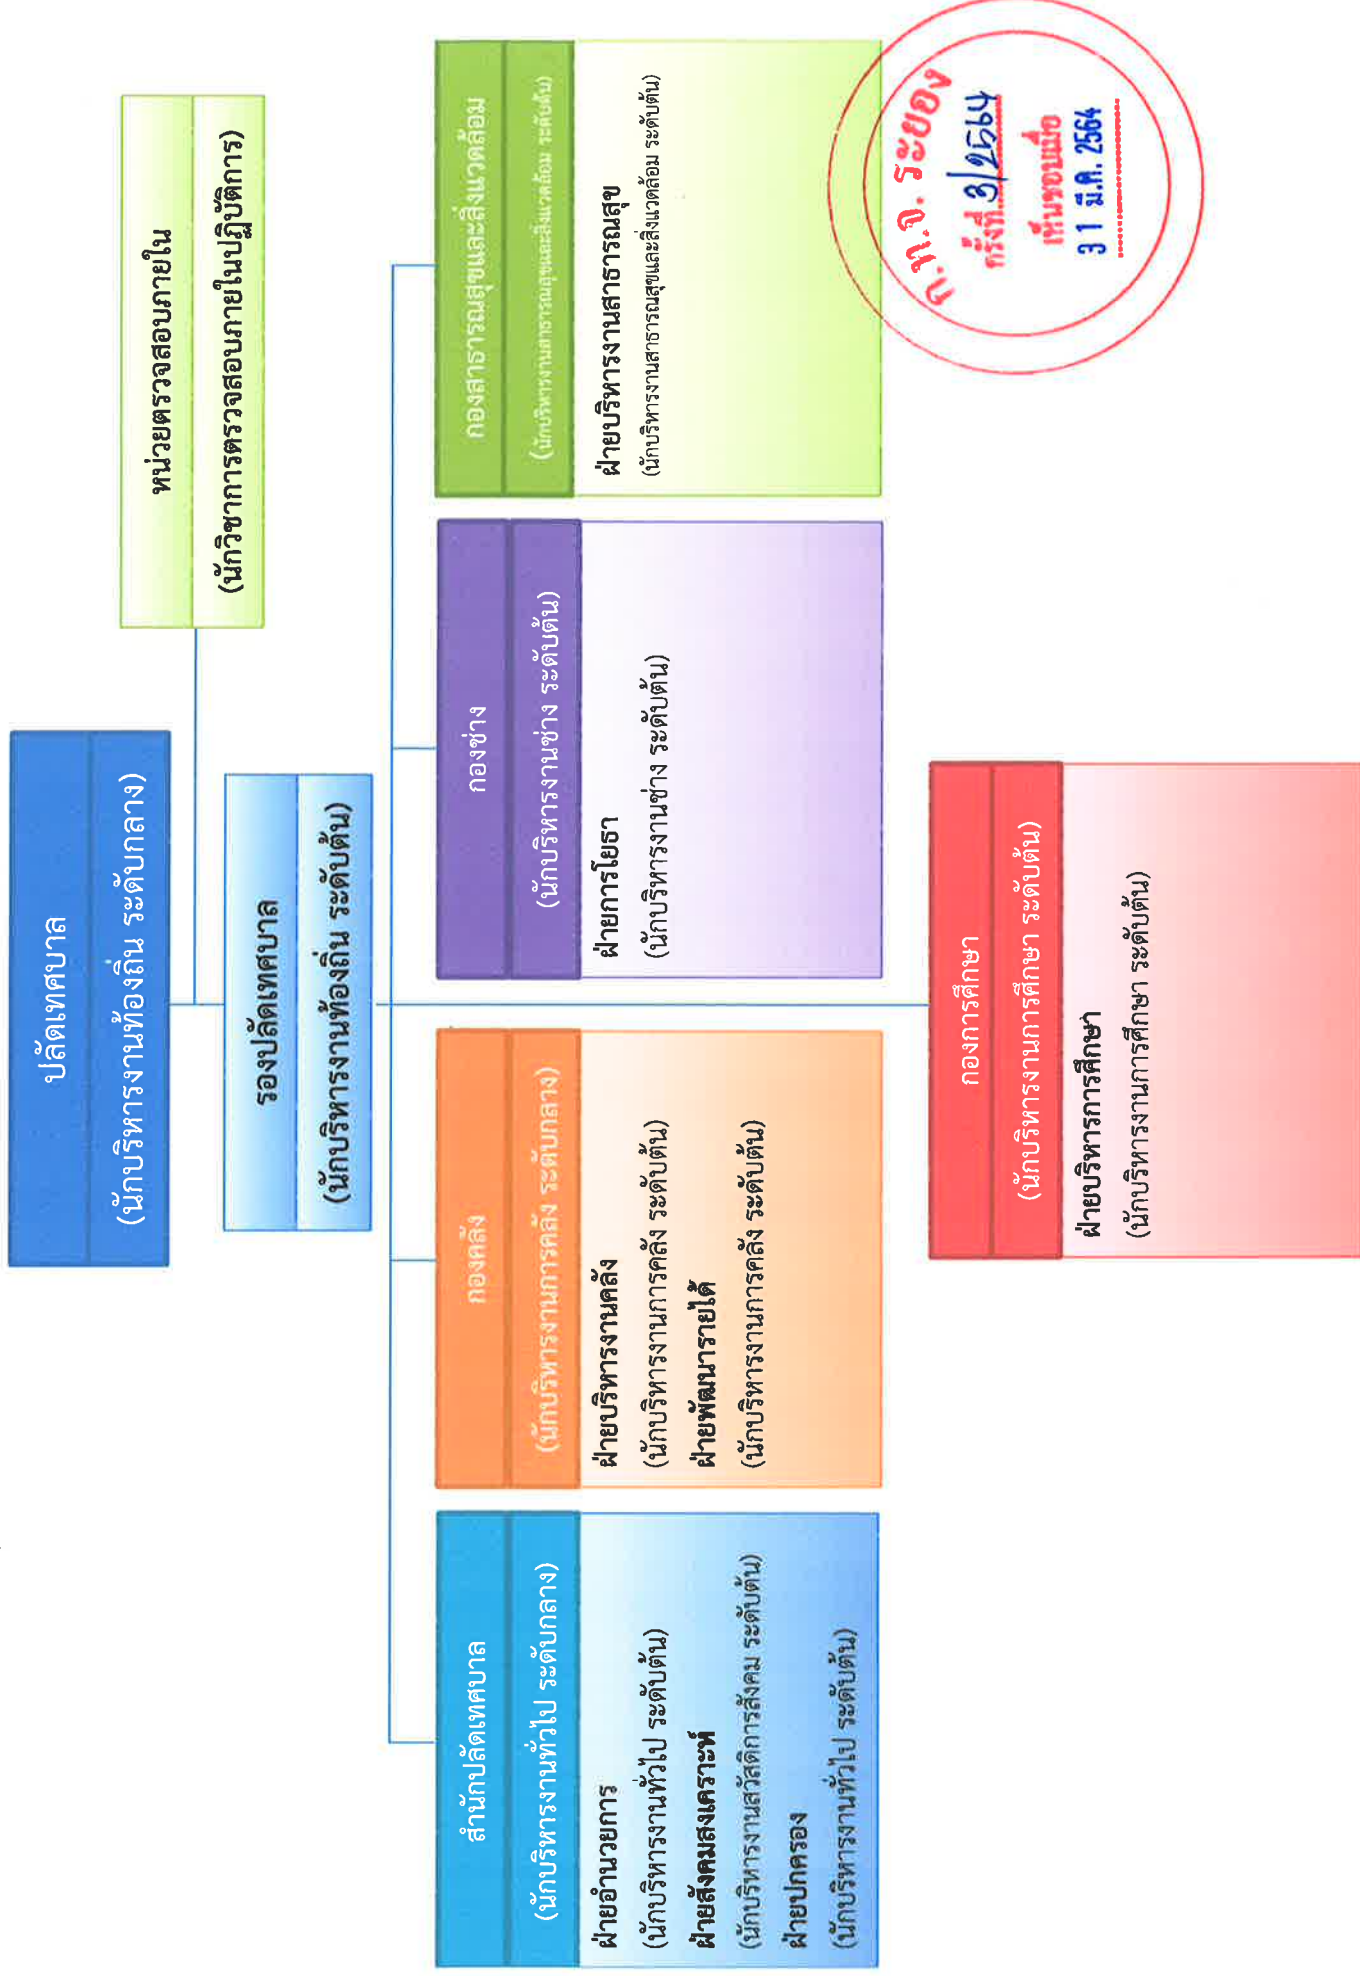 ปลัดเทศบาล
(นักบริหารงานท้องถิ่น ระดับกลาง)
หน่วยตรวจสอบภายใน
(นักวิชาการตรวจสอบภายในปฏิบัติการ)
รองปลัดเทศบาล
(นักบริหารงานท้องถิ่น ระดับต้น)
สำนักปลัดเทศบาล
(นักบริหารงานทั่วไป ระดับกลาง)
ฝ่ายอำนวยการ
(นักบริหารงานทั่วไป ระดับต้น)
ฝ่ายสังคมสงเคราะห์
(นักบริหารงานสวัสดิการสังคม ระดับต้น)
ฝ่ายปกครอง
(นักบริหารงานทั่วไป ระดับต้น)
กองคลัง
(นักบริหารงานการคลัง ระดับกลาง)
ฝ่ายบริหารงานคลัง
(นักบริหารงานการคลัง ระดับต้น)
ฝ่ายพัฒนารายได้
(นักบริหารงานการคลัง ระดับต้น)
กองช่าง
(นักบริหารงานช่าง ระดับต้น)
ฝ่ายการโยธา
(นักบริหารงานช่าง ระดับต้น)
กองสาธารณสุขและสิ่งแวดล้อม
(นักบริหารงานสาธารณสุขและสิ่งแวดล้อม ระดับต้น)
ฝ่ายบริหารงานสาธารณสุข
(นักบริหารงานสาธารณสุขและสิ่งแวดล้อม ระดับต้น)
กองการศึกษา
(นักบริหารงานการศึกษา ระดับต้น)
ฝ่ายบริหารการศึกษา
(นักบริหารงานการศึกษา ระดับต้น)
ก.ท.จ. ระยอง
ครั้งที่ 3/2564
เห็นชอบเมื่อ
31 มี.ค. 2564